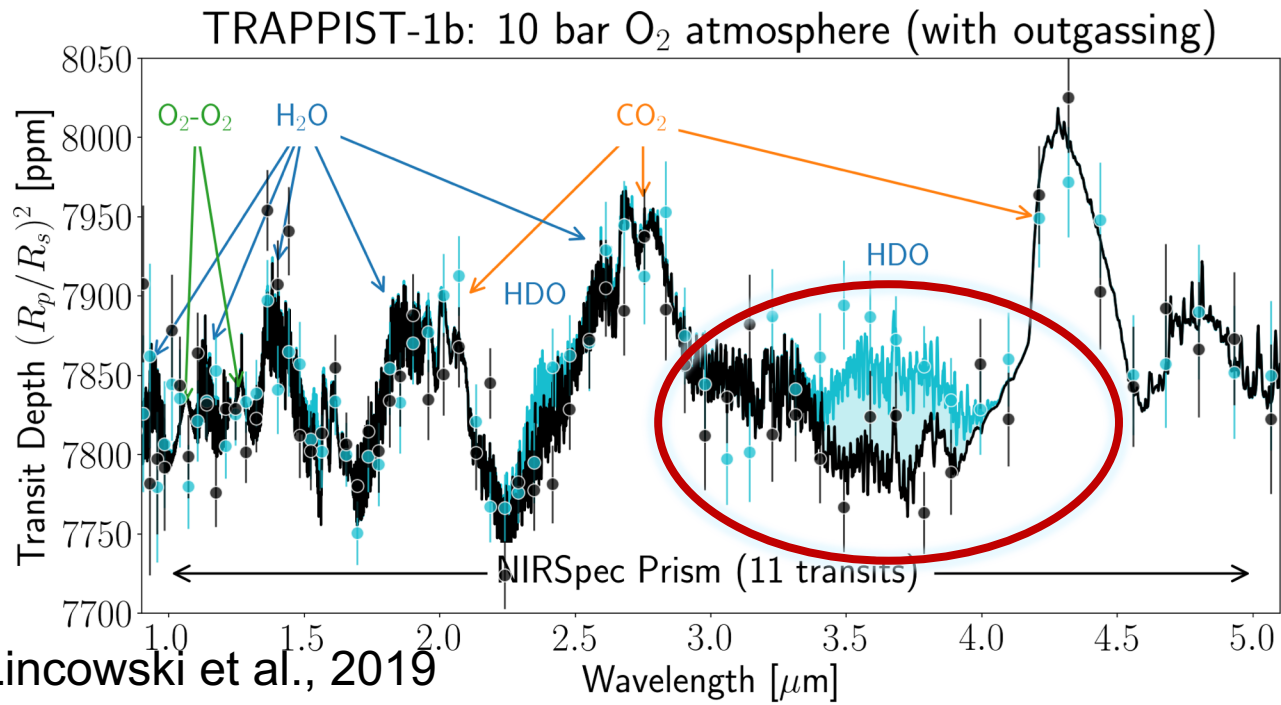 TRAPPIST-1b: 10 bar O₂ atmosphere (with outgassing)
Transit Depth (Rₚ/Rₛ)² [ppm]
8050
8000
7950
7900
7850
7800
7750
7700
O₂-O₂
H₂O
CO₂
HDO
HDO
NIRSpec Prism (11 transits)
1.0
1.5
2.0
2.5
3.0
3.5
4.0
4.5
5.0
Wavelength [μm]
Lincowski et al., 2019